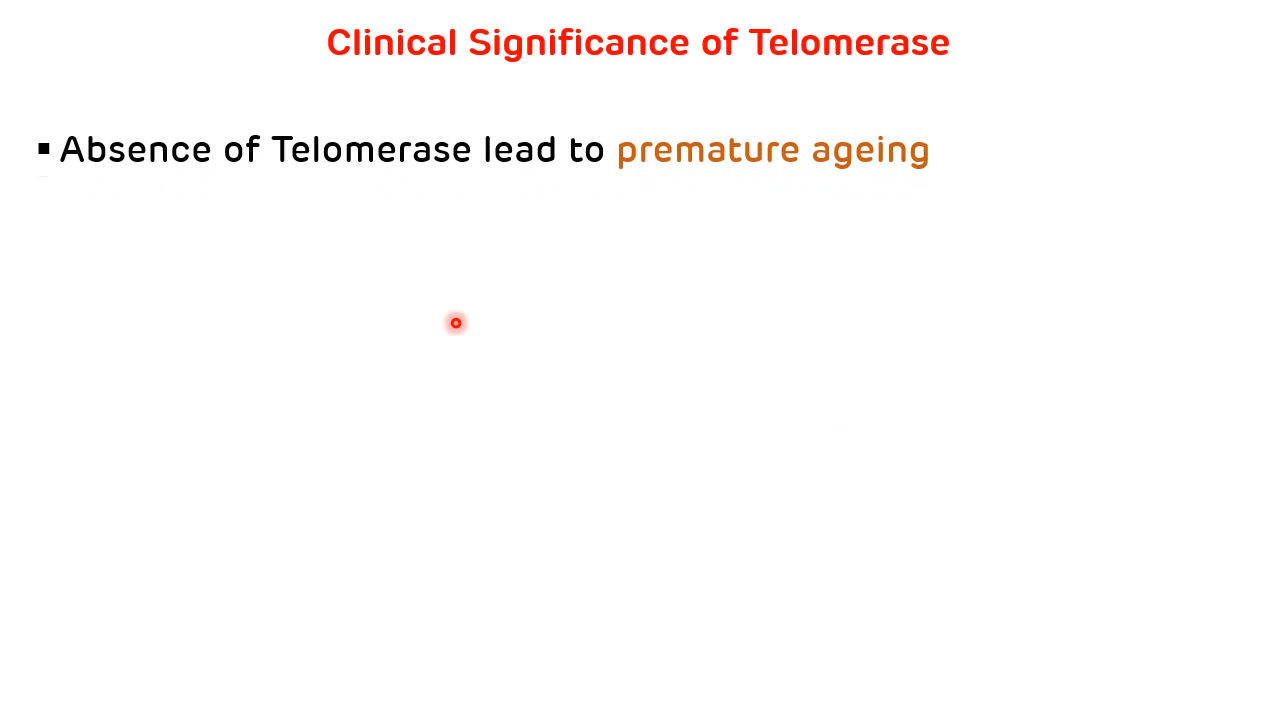 Clinical Significance of Telomerase
▪ Absence of Telomerase lead to premature ageing